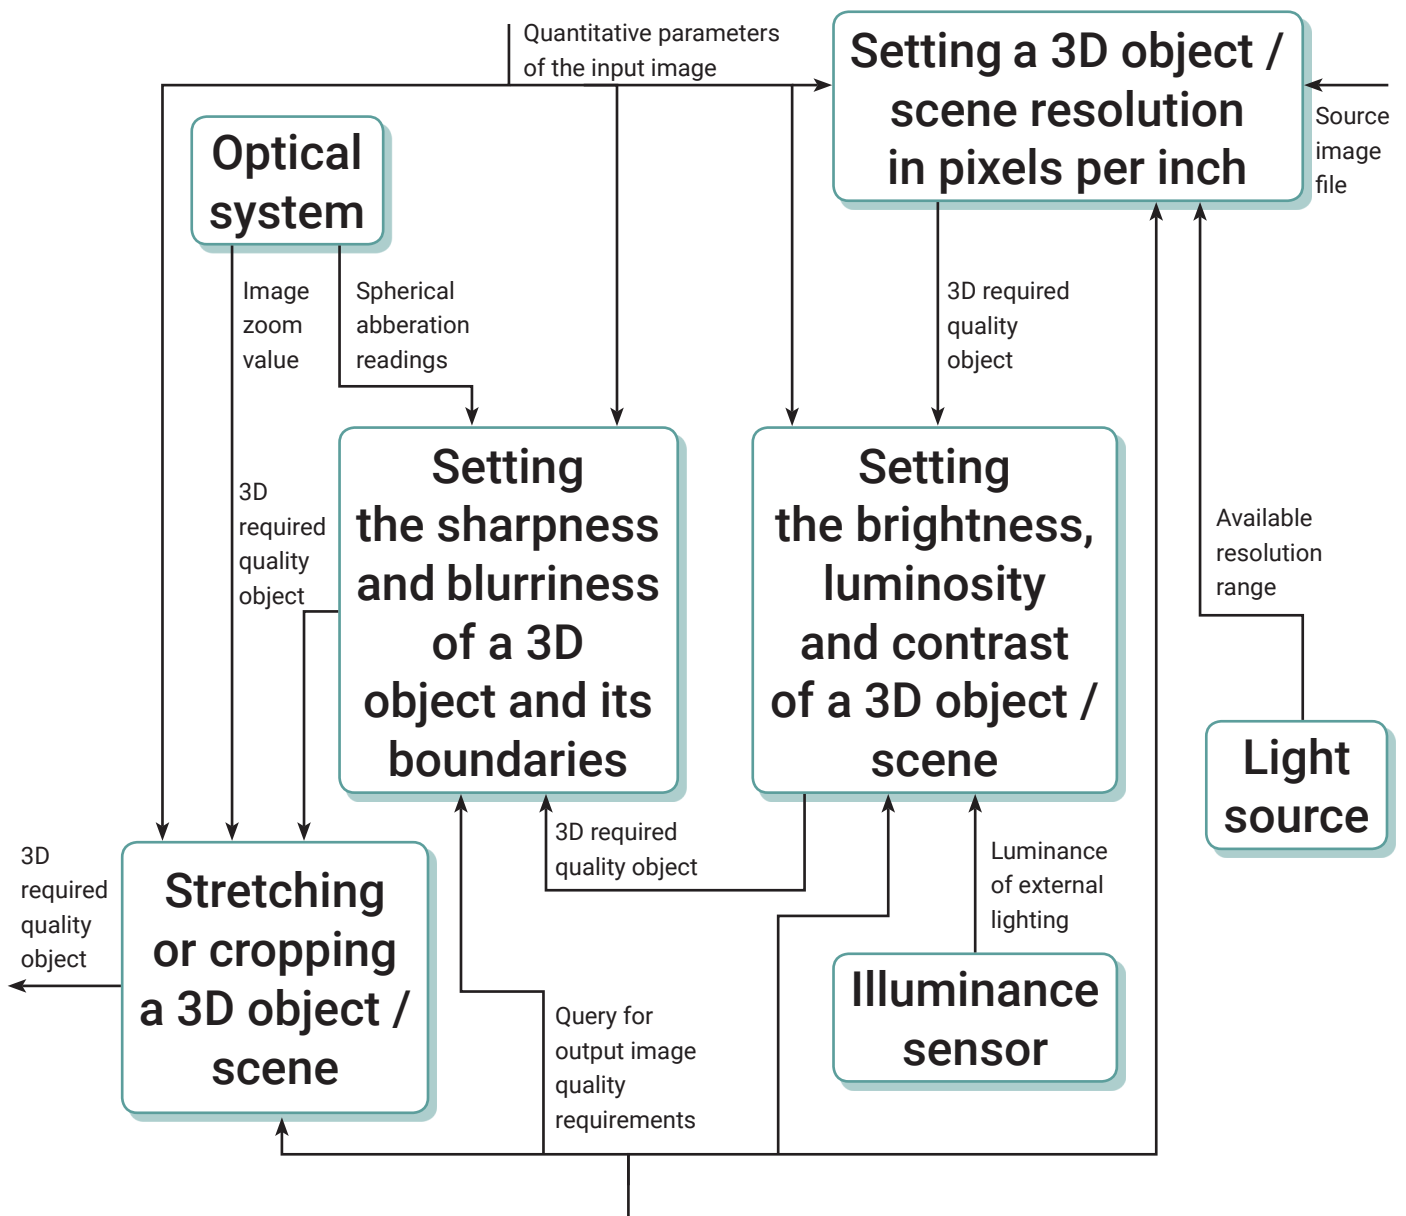 Quantitative parameters
of the input image
Setting a 3D object /
scene resolution
in pixels per inch
Source
image
file
Optical
system
Image
zoom
value
Spherical
abberation
readings
3D required
quality
object
3D
required
quality
object
Setting
the sharpness
and blurriness
of a 3D
object and its
boundaries
Setting
the brightness,
luminosity
and contrast
of a 3D object /
scene
Available
resolution
range
Light
source
3D required
quality object
Luminance
of external
lighting
3D
required
quality
object
Stretching
or cropping
a 3D object /
scene
Illuminance
sensor
Query for
output image
quality
requirements